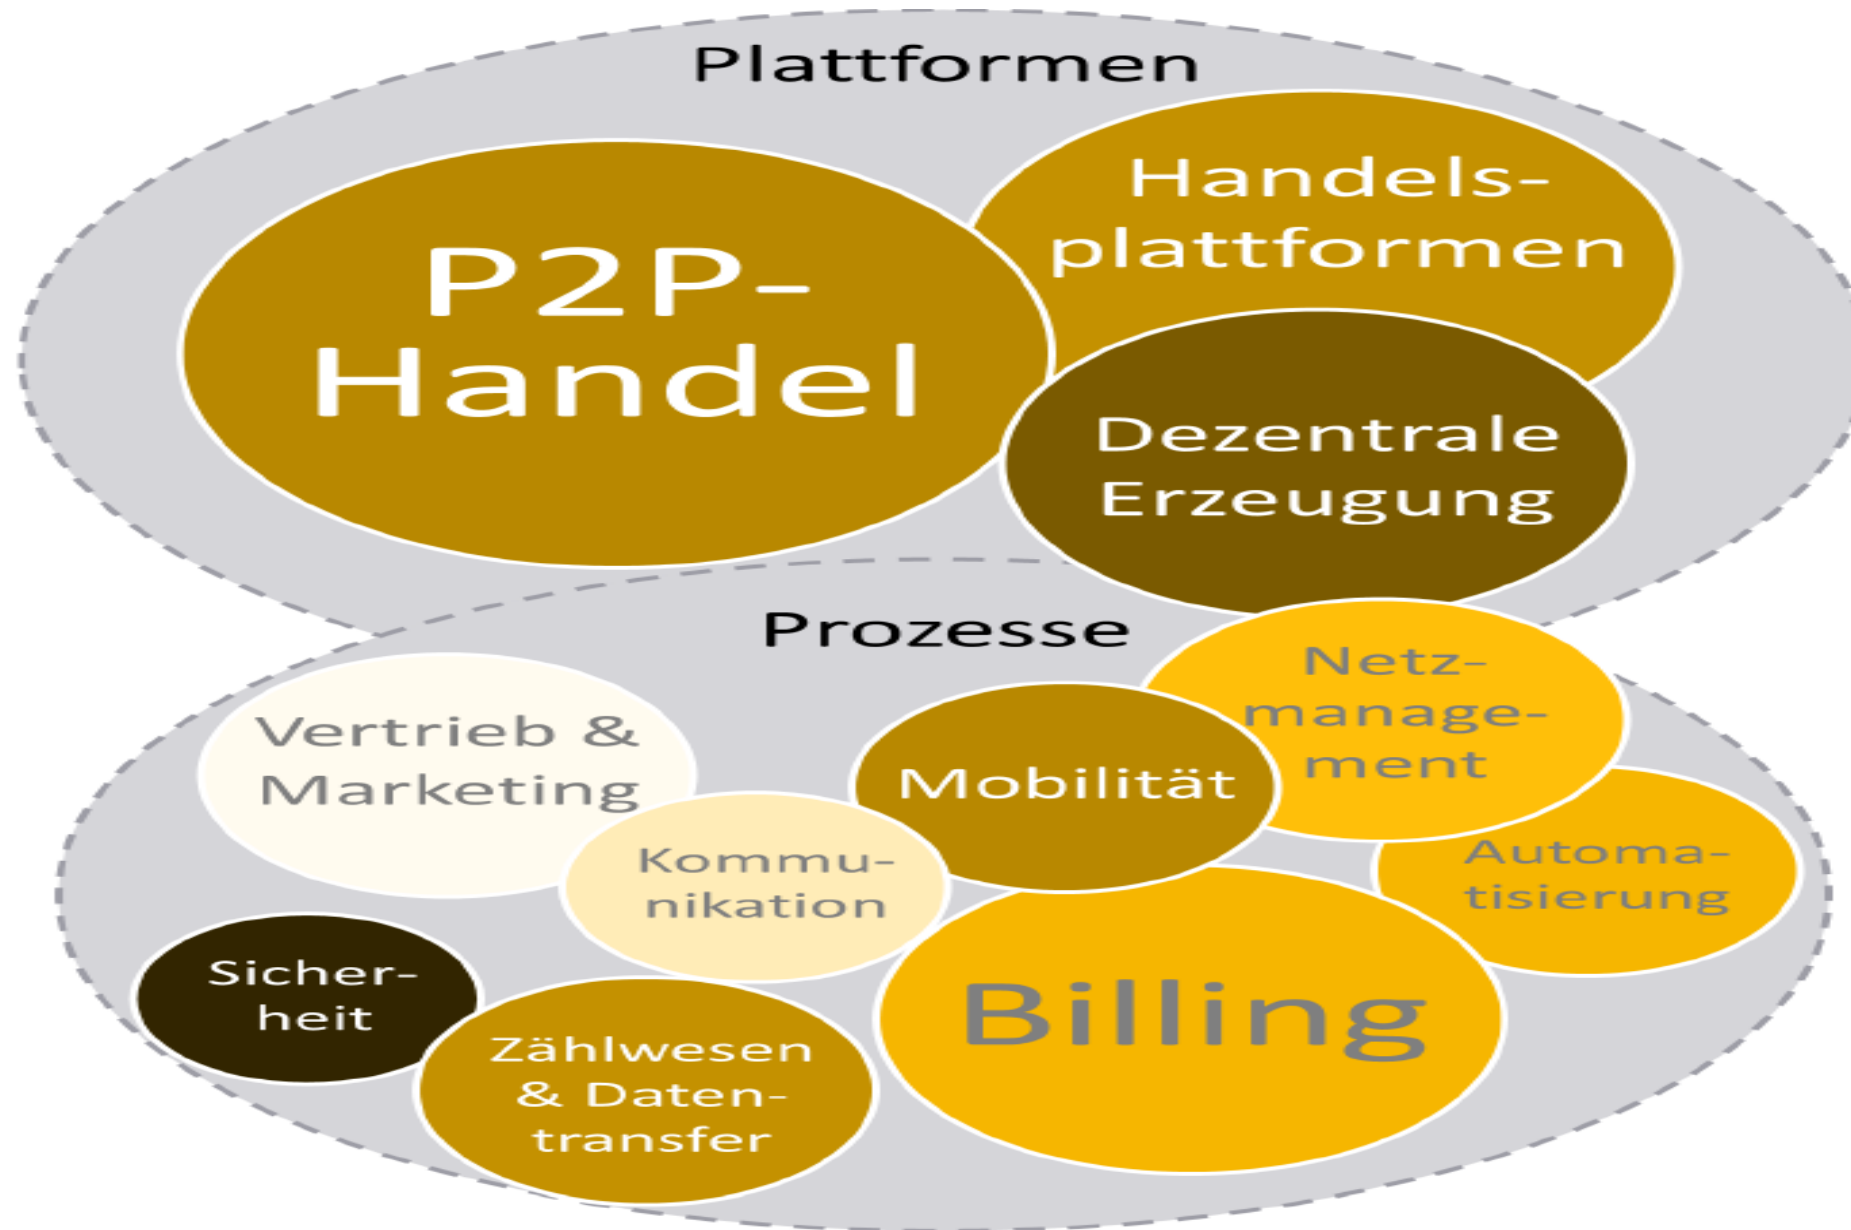 Plattformen
P2P-
Handel
Handels-
plattformen
Dezentrale
Erzeugung
Prozesse
Vertrieb &
Marketing
Kommu-
nikation
Mobilität
Netz-
manage-
ment
Automa-
tisierung
Sicher-
heit
Zählwesen
& Daten-
transfer
Billing